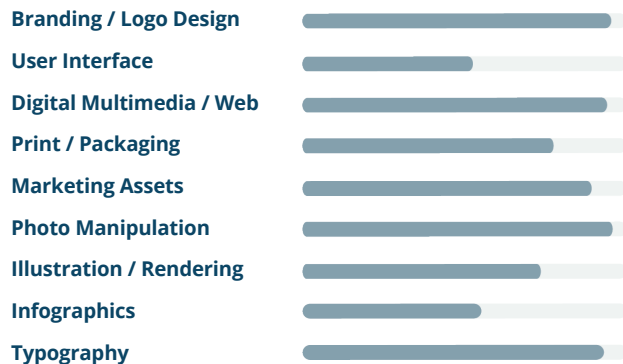 Branding / Logo Design
User Interface
Digital Multimedia / Web
Print / Packaging
Marketing Assets
Photo Manipulation
Illustration / Rendering
Infographics
Typography